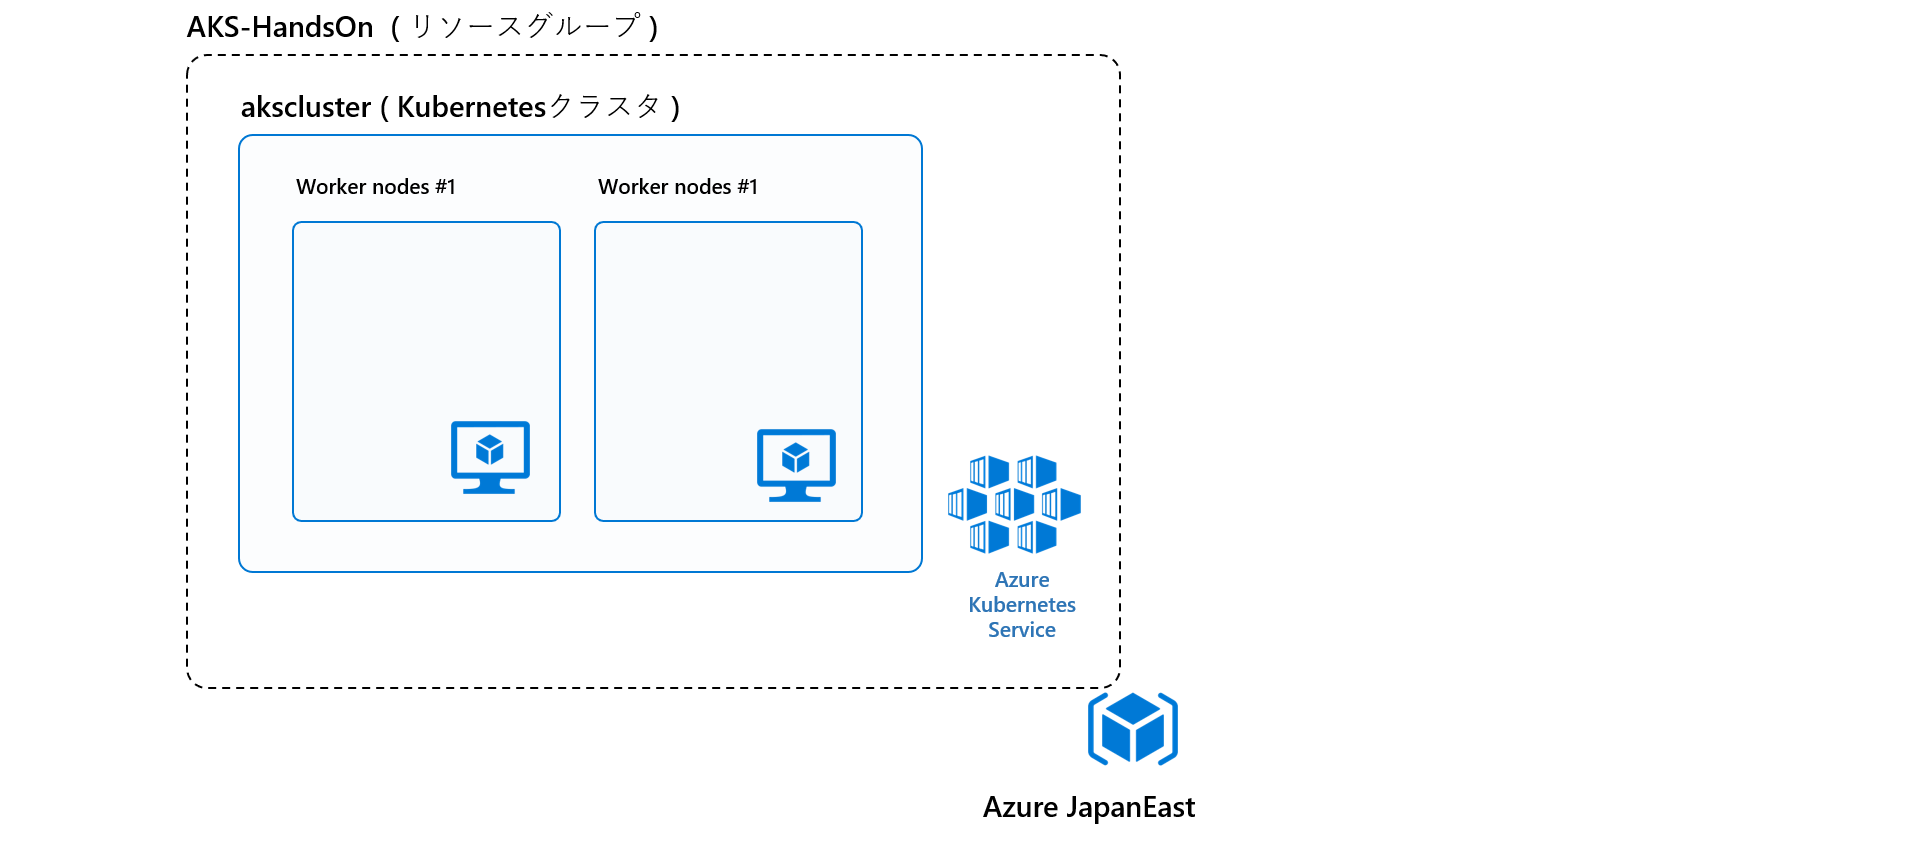 AKS-HandsOn ( リソースグループ )
akscluster ( Kubernetesクラスタ )
Worker nodes #1
Worker nodes #1
Azure
Kubernetes
Service
Azure JapanEast